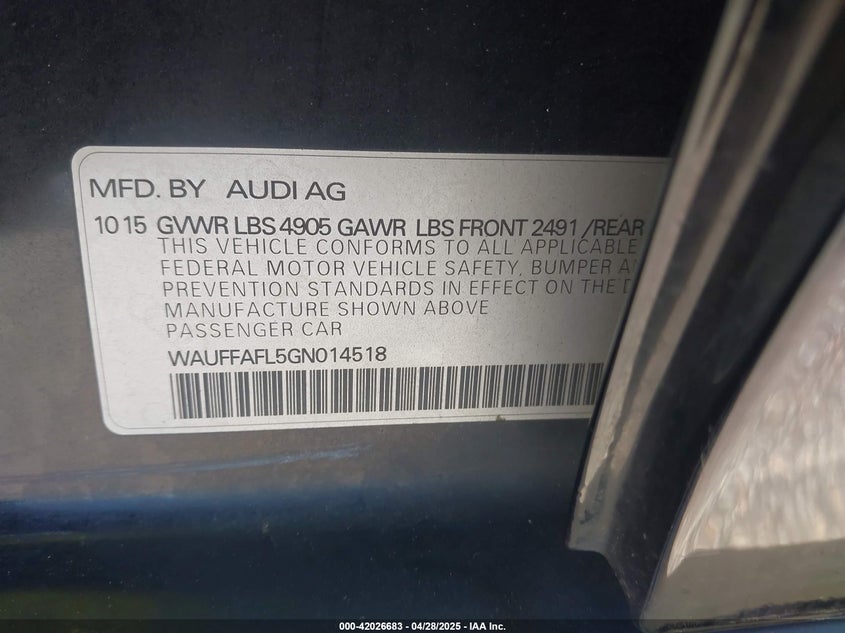 MFD. BY AUDI AG
10 15 GVWR LBS 4905 GAWR LBS FRONT 2491 /REAR
THIS VEHICLE CONFORMS TO ALL APPLICABLE
FEDERAL MOTOR VEHICLE SAFETY, BUMPER
PREVENTION STANDARDS IN EFFECT ON THE
MANUFACTURE SHOWN ABOVE
PASSENGER CAR
WAUFFAFL5GN014518
000-42026683 / 04/28/2025 - IAA Inc.